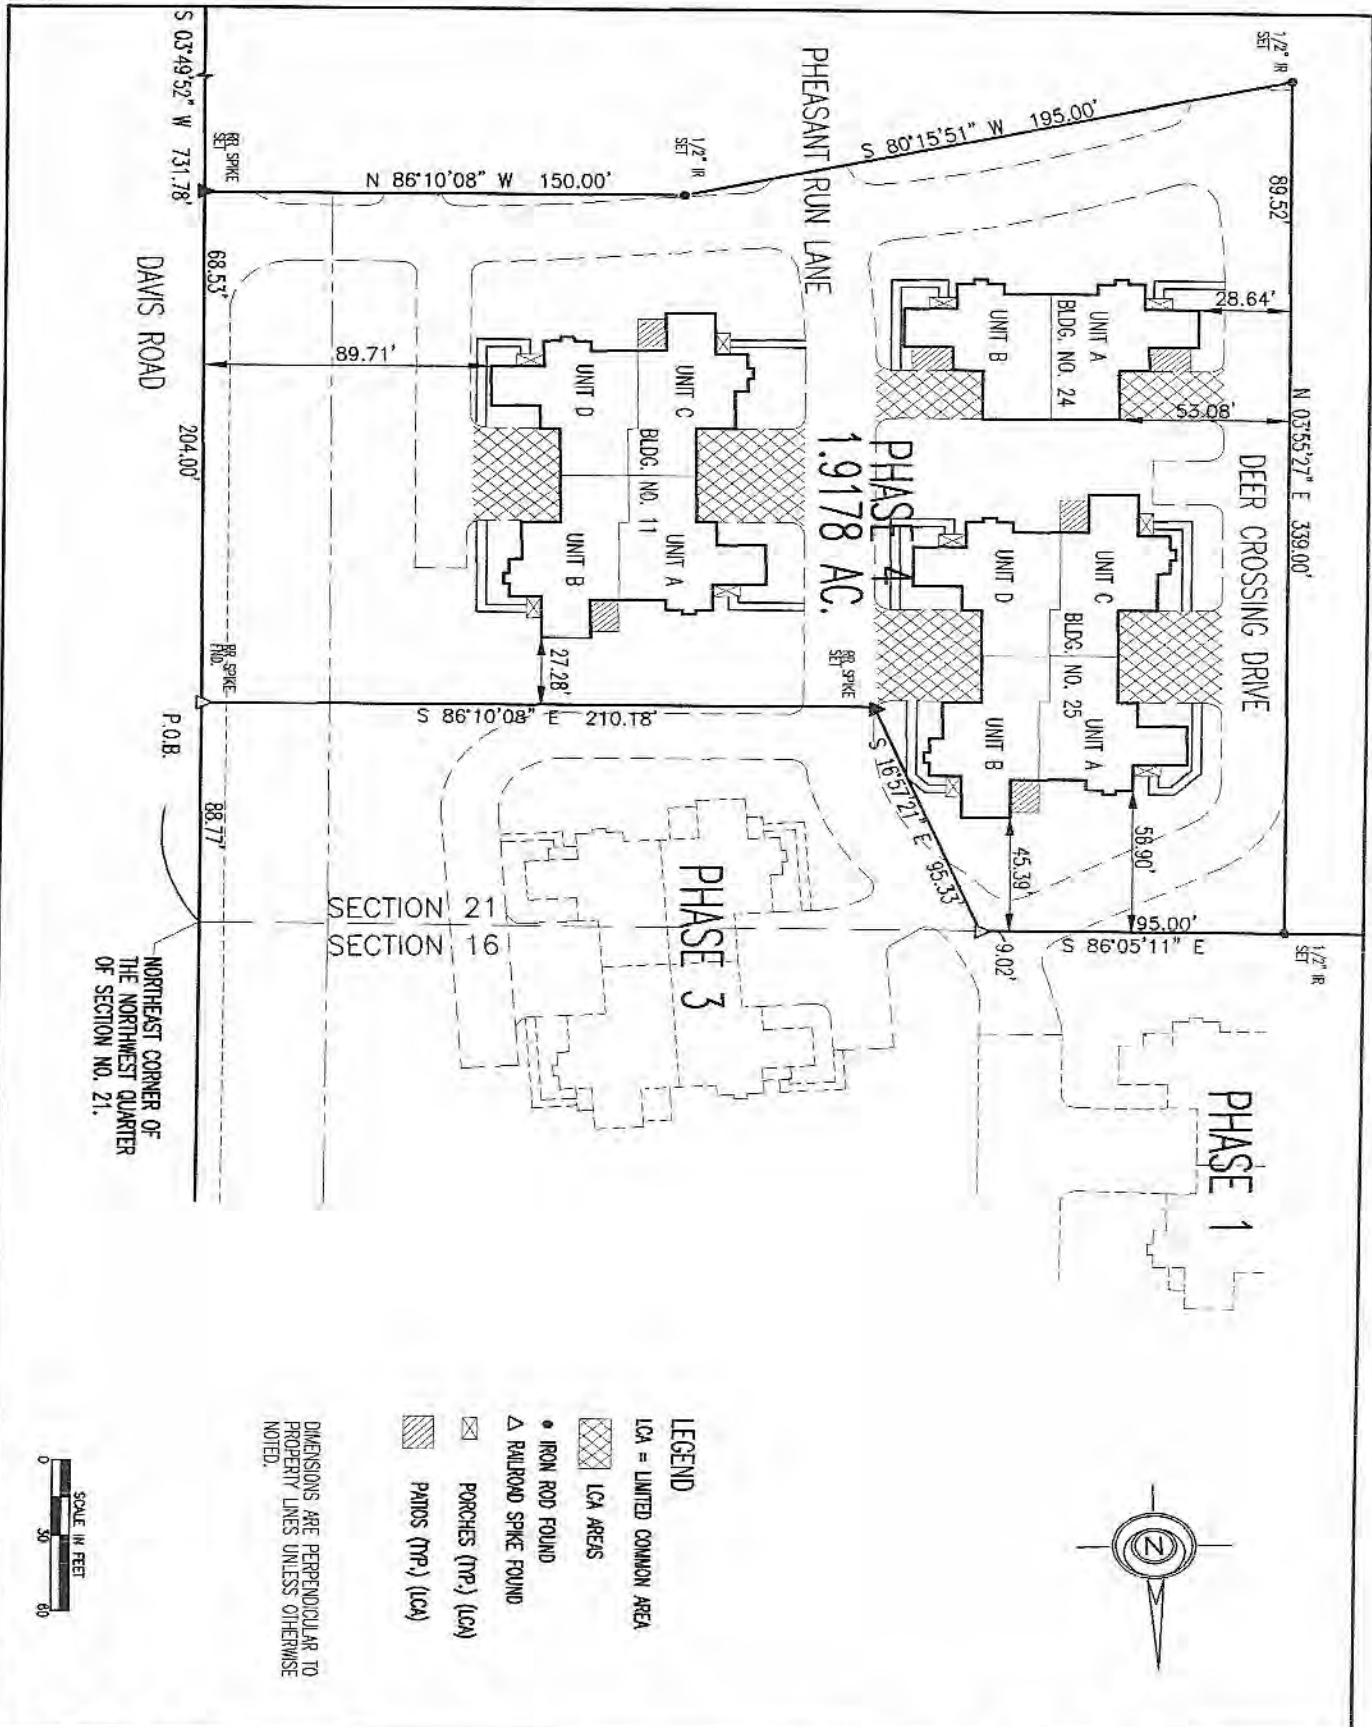 1/2" IR
SET
89.52'
N 03°55'27" E 339.00'
1/2" IR
SET
DEER CROSSING DRIVE
S 80°15'51" W 195.00'
28.64'
53.08'
UNIT A
BLDG. NO. 24
UNIT B
UNIT C
UNIT A
BLDG. NO. 25
UNIT D
UNIT B
56.90'
45.39'
95.00'
S 86°05'11" E
9.02'
PHASE 1
PHASE 4
1.9178 AC.
PHEASANT RUN LANE
RR. SPIKE
SET
S 16°57'21" E 95.33'
1/2" IR
SET
N 86°10'08" W 150.00'
UNIT C
UNIT A
BLDG. NO. 11
UNIT D
UNIT B
27.28'
89.71'
S 86°10'08" E 210.18'
PHASE 3
SECTION 21
SECTION 16
RR. SPIKE
SET
RR. SPIKE
FND.
S 03°49'52" W 731.78'
68.53'
204.00'
88.77'
DAVIS ROAD
P.O.B.
NORTHEAST CORNER OF
THE NORTHWEST QUARTER
OF SECTION NO. 21.
N
LEGEND
LCA = LIMITED COMMON AREA
LCA AREAS
IRON ROD FOUND
RAILROAD SPIKE FOUND
PORCHES (TYP.) (LCA)
PATIOS (TYP.) (LCA)
DIMENSIONS ARE PERPENDICULAR TO
PROPERTY LINES UNLESS OTHERWISE
NOTED.
SCALE IN FEET
0 30 60